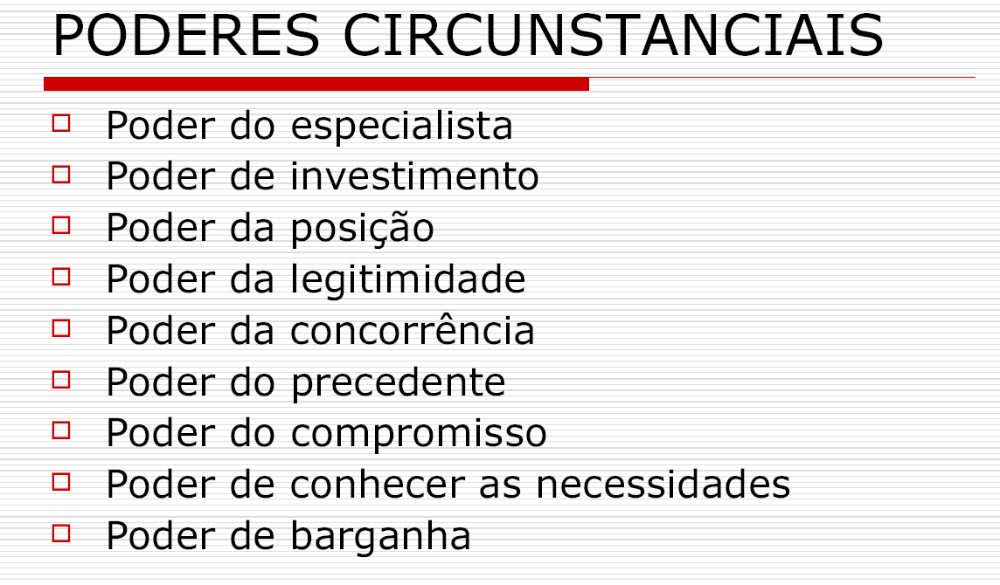 PODERES CIRCUNSTANCIAIS
Poder do especialista
Poder de investimento
Poder da posição
Poder da legitimidade
Poder da concorrência
Poder do precedente
Poder do compromisso
Poder de conhecer as necessidades
Poder de barganha